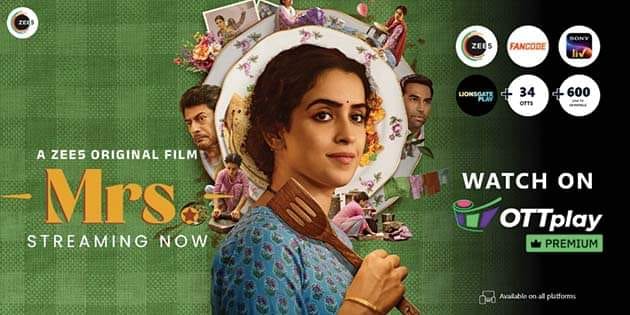 ZEE5
A ZEE5 ORIGINAL FILM
Mrs.
STREAMING NOW
ZEE5
FANCODE
SONY
liv
LIONSGATE
PLAY
+ 34
OTTS
+ 600
WATCH ON
OTTplay
PREMIUM
Available on all platforms